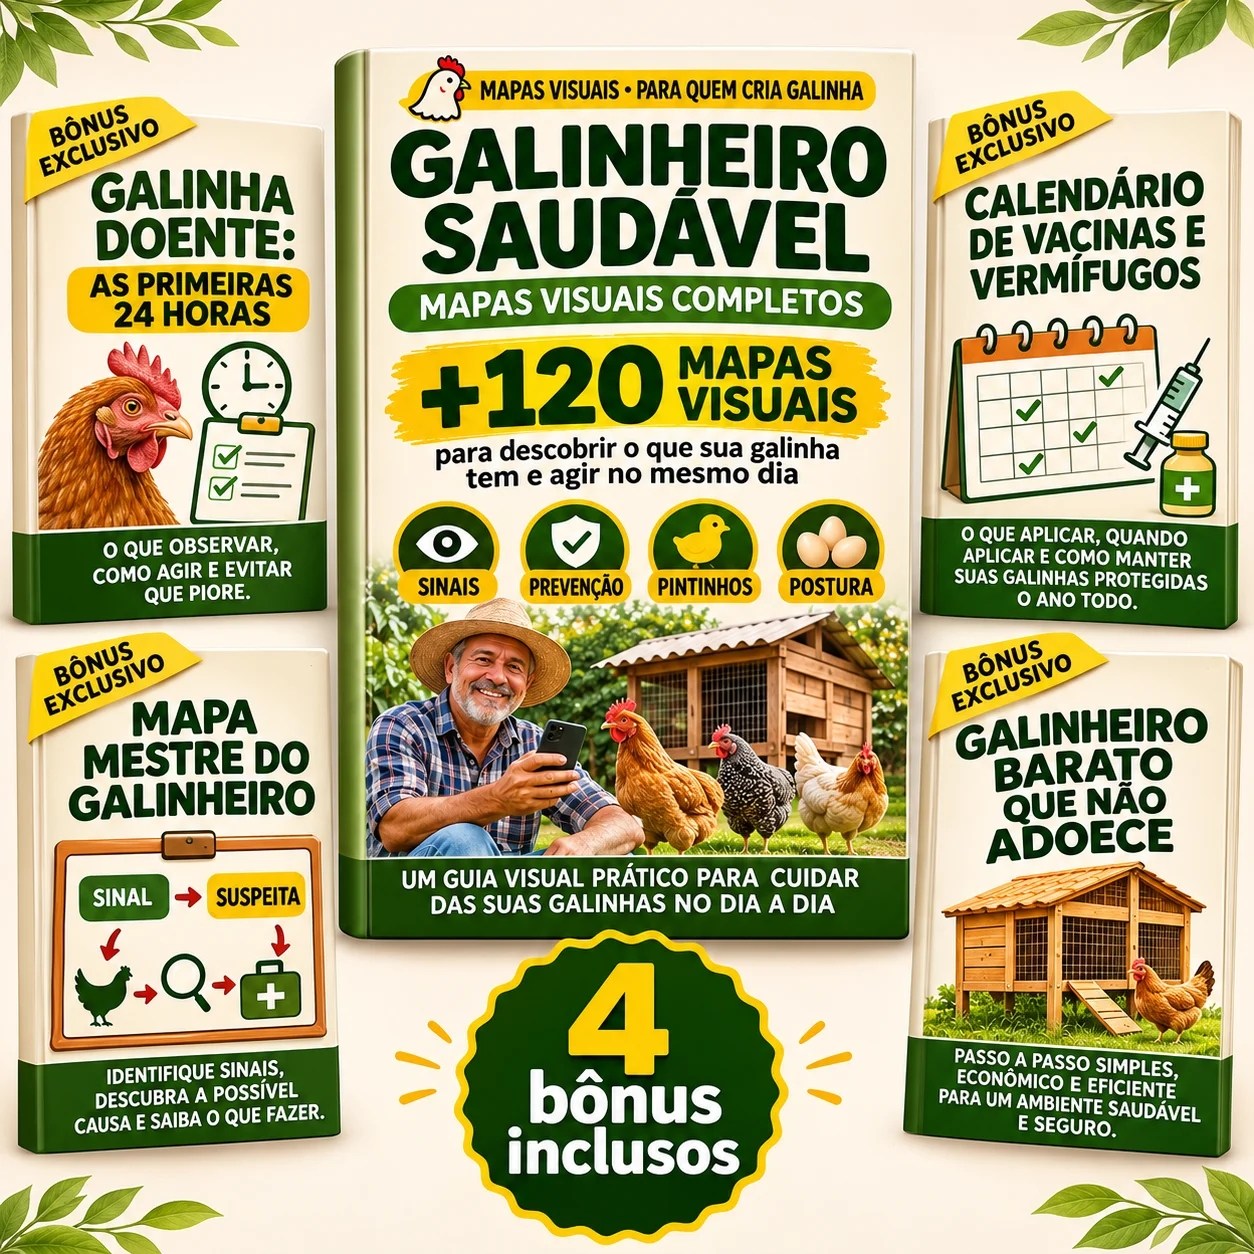 MAPAS VISUAIS • PARA QUEM CRIA GALINHA
GALINHEIRO
SAUDÁVEL
MAPAS VISUAIS COMPLETOS
+120 MAPAS
VISUAIS
para descobrir o que sua galinha
tem e agir no mesmo dia
SINAIS
PREVENÇÃO
PINTINHOS
POSTURA
UM GUIA VISUAL PRÁTICO PARA CUIDAR
DAS SUAS GALINHAS NO DIA A DIA
BÔNUS
EXCLUSIVO
GALINHA
DOENTE:
AS PRIMEIRAS
24 HORAS
O QUE OBSERVAR,
COMO AGIR E EVITAR
QUE PIORE.
BÔNUS
EXCLUSIVO
CALENDÁRIO
DE VACINAS E
VERMÍFUGOS
O QUE APLICAR, QUANDO
APLICAR E COMO MANTER
SUAS GALINHAS PROTEGIDAS
O ANO TODO.
BÔNUS
EXCLUSIVO
MAPA
MESTRE DO
GALINHEIRO
SINAL
SUSPEITA
IDENTIFIQUE SINAIS,
DESCUBRA A POSSÍVEL
CAUSA E SAIBA O QUE FAZER.
BÔNUS
EXCLUSIVO
GALINHEIRO
BARATO
QUE NÃO
ADOECE
PASSO A PASSO SIMPLES,
ECONÔMICO E EFICIENTE
PARA UM AMBIENTE SAUDÁVEL
E SEGURO.
4
bônus
inclusos